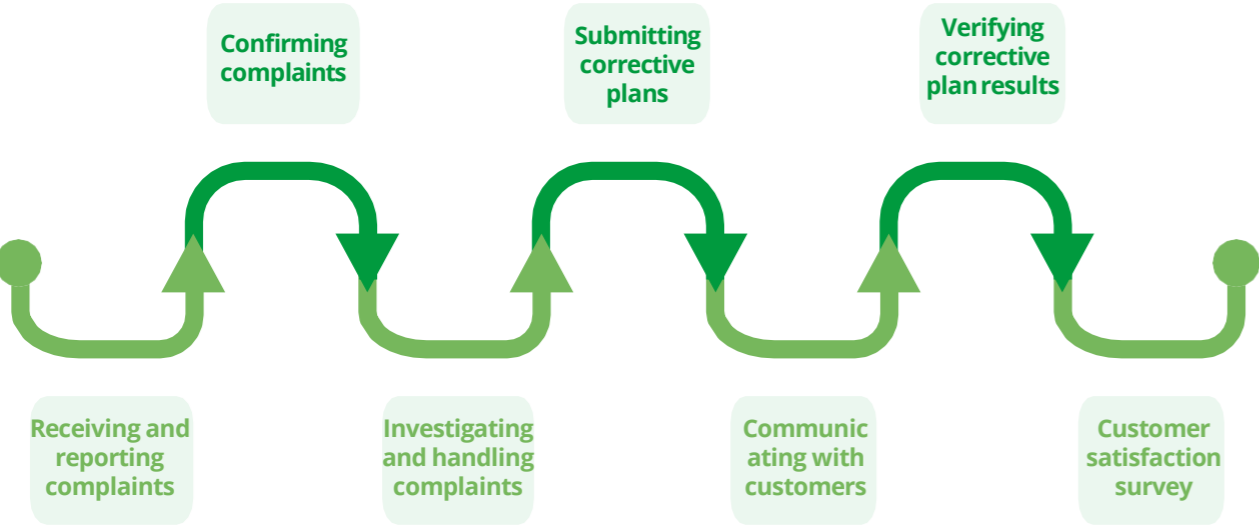 Confirming
complaints
Submitting
corrective
plans
Verifying
corrective
plan results
Receiving and
reporting
complaints
Investigating
and handling
complaints
Communic
ating with
customers
Customer
satisfaction
survey